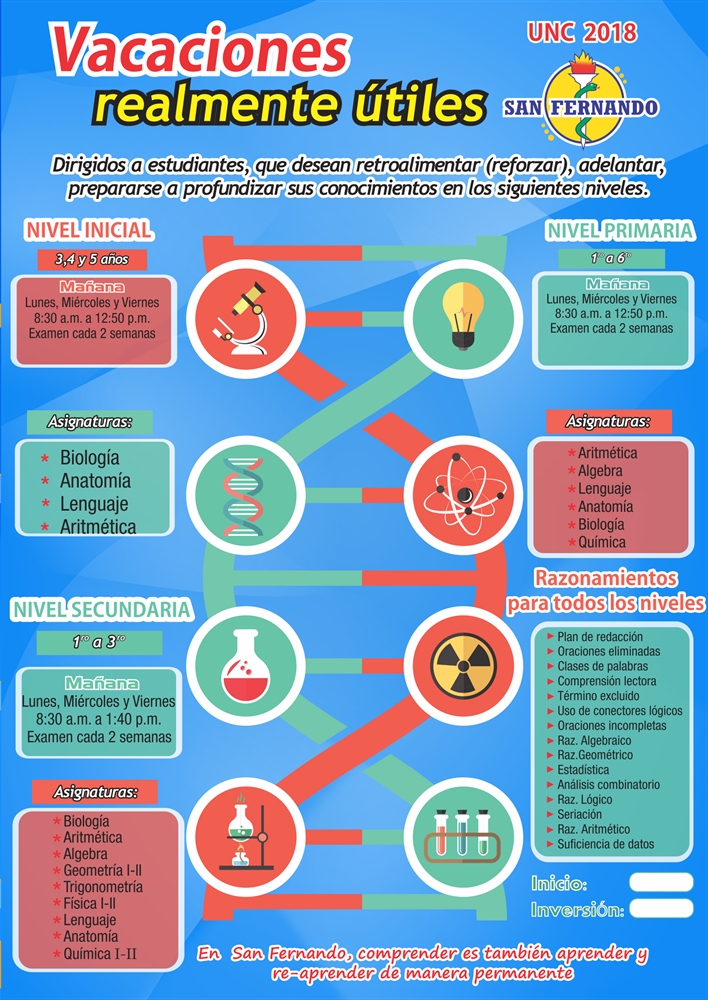 Vacaciones
realmente útiles
UNC 2018
SAN FERNANDO
Dirigidos a estudiantes, que desean retroalimentar (reforzar), adelantar,
prepararse a profundizar sus conocimientos en los siguientes niveles.
NIVEL INICIAL
3,4 y 5 años
Mañana
Lunes, Miércoles y Viernes
8:30 a.m. a 12:50 p.m.
Examen cada 2 semanas
Asignaturas:
* Biología
* Anatomía
* Lenguaje
* Aritmética
NIVEL PRIMARIA
1º a 6º
Mañana
Lunes, Miércoles y Viernes
8:30 a.m. a 12:50 p.m.
Examen cada 2 semanas
Asignaturas:
* Aritmética
* Algebra
* Lenguaje
* Anatomía
* Biología
* Química
NIVEL SECUNDARIA
1ro a 3ro
Mañana
Lunes, Miércoles y Viernes
8:30 a.m. a 1:40 p.m.
Examen cada 2 semanas
Asignaturas:
* Biología
* Aritmética
* Algebra
* Geometría I-II
* Trigonometría
* Física I-II
* Lenguaje
* Anatomía
* Química I-II
Razonamientos
para todos los niveles
► Plan de redacción
► Oraciones eliminadas
► Clases de palabras
► Comprensión lectora
► Término excluido
► Uso de conectores lógicos
► Oraciones incompletas
► Raz. Algebraico
► Raz.Geométrico
► Estadística
► Análisis combinatorio
► Raz. Lógico
► Seriación
► Raz. Aritmético
► Suficiencia de datos
Inicio:
Inversión:
En San Fernando, comprender es también aprender y
re-aprender de manera permanente